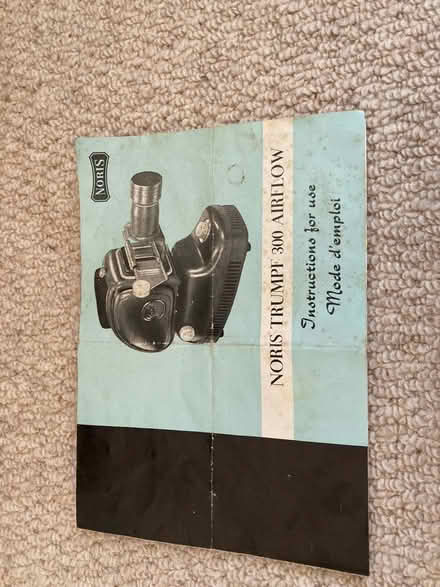 NORIS
NORIS TRUMPF 300 AIRFLOW
Instructions for use
Mode d'emploi